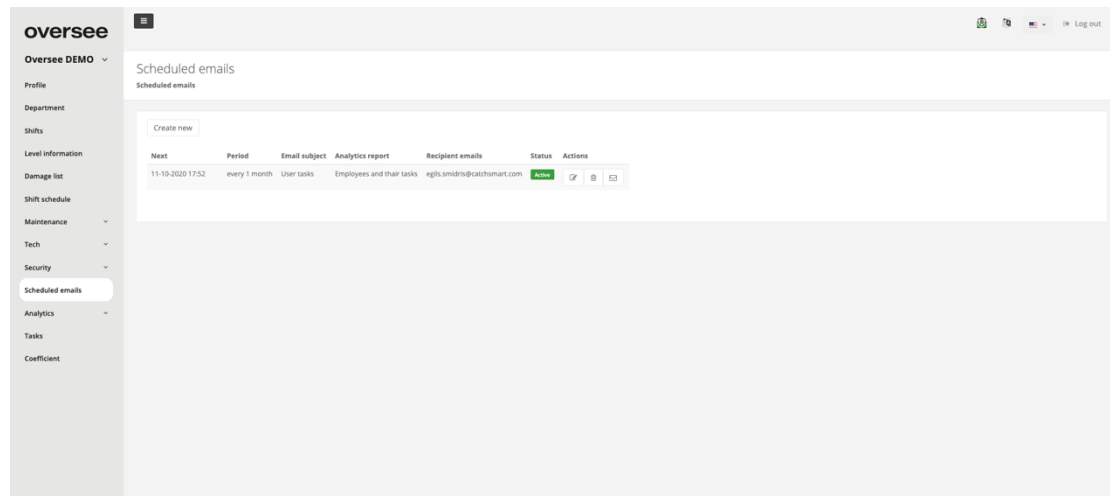 oversee
Log out
Oversee DEMO
Scheduled emails
Scheduled emails
Profile
Department
Shifts
Level information
Damage list
Shift schedule
Maintenance
Tech
Security
Scheduled emails
Analytics
Tasks
Coefficient
Create new
Next Period Email subject Analytics report Recipient emails Status Actions
11-10-2020 17:52 every 1 month User tasks Employees and thair tasks egils.smidris@catchsmart.com Active